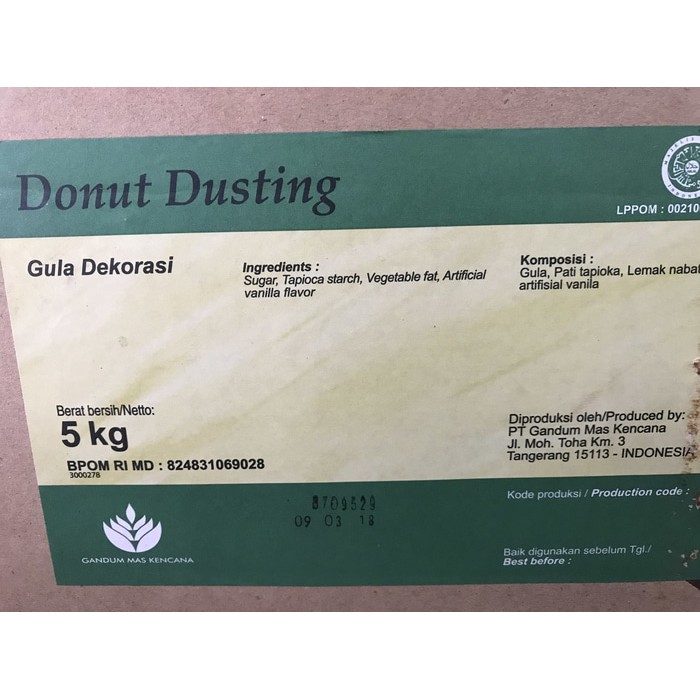 Donut Dusting
LPPOM : 00210
Gula Dekorasi
Ingredients :
Sugar, Tapioca starch, Vegetable fat, Artificial
vanilla flavor
Komposisi :
Gula, Pati tapioka, Lemak nabat
artifisial vanila
Berat bersih/Netto:
5 kg
BPOM RI MD : 824831069028
3000278
Diproduksi oleh/Produced by:
PT Gandum Mas Kencana
Jl. Moh. Toha Km. 3
Tangerang 15113 - INDONESIA
Kode produksi / Production code :
8T09529
09 03 18
GANDUM MAS KENCANA
Baik digunakan sebelum Tgl./
Best before :